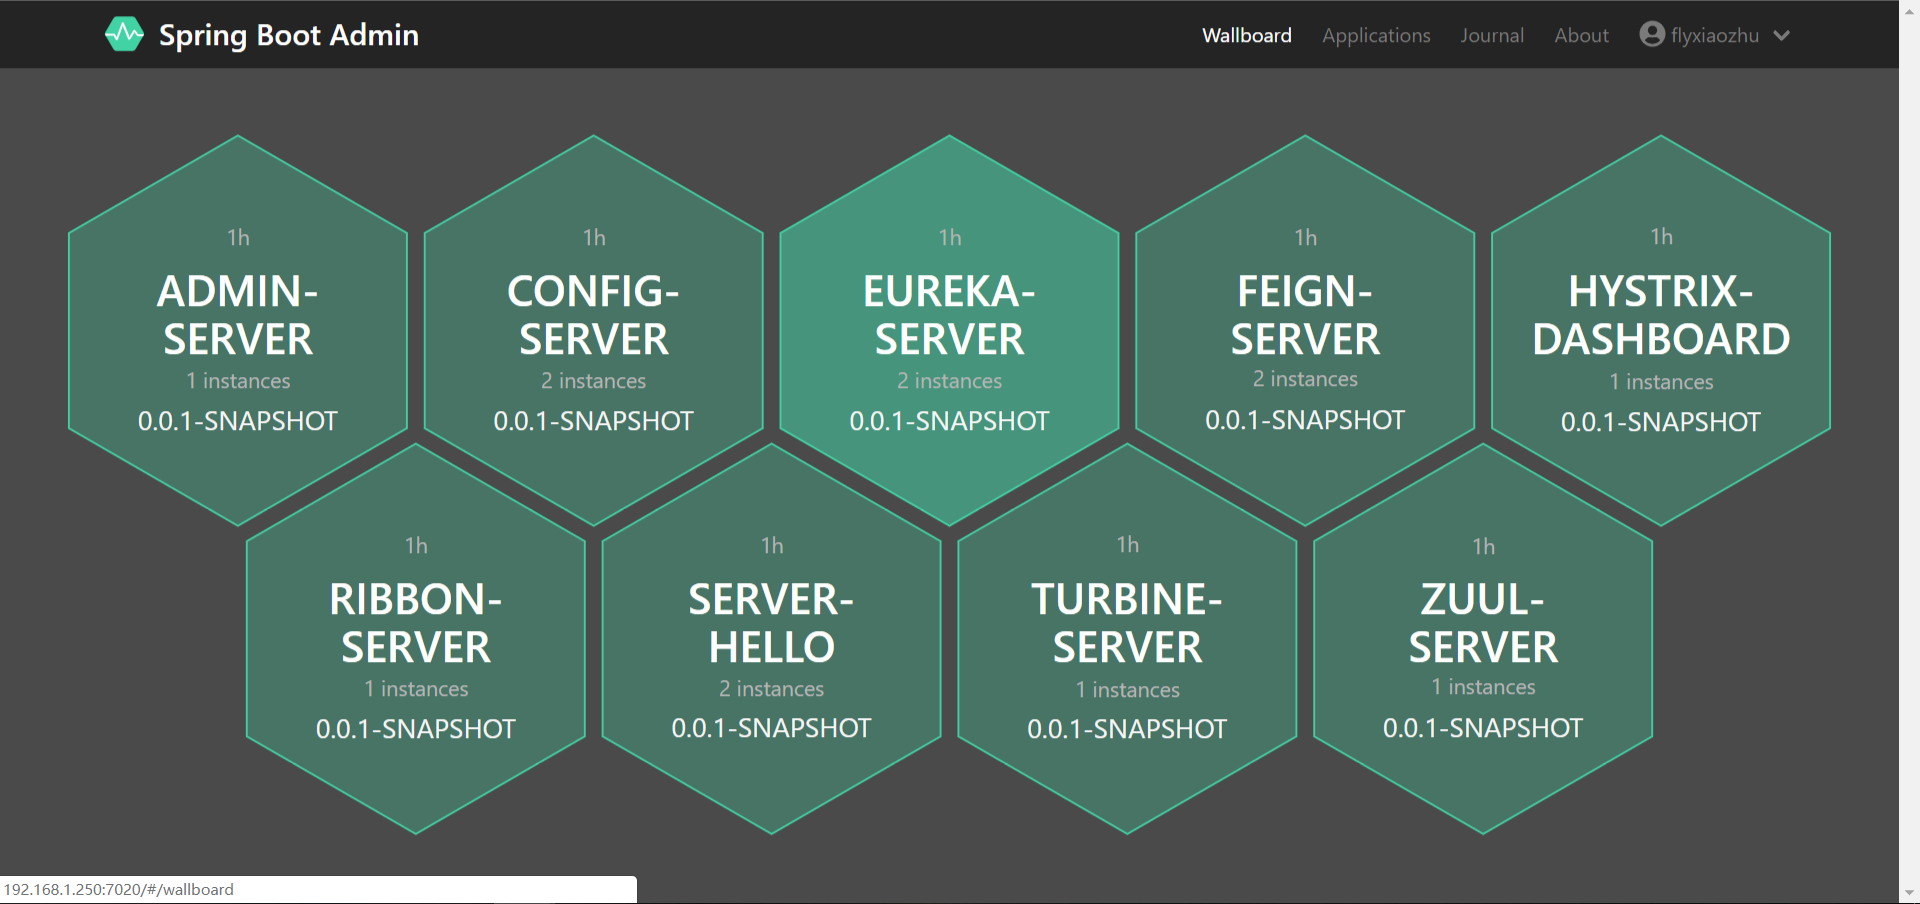 Spring Boot Admin
Wallboard Applications Journal About flyxiaozhu
1h
ADMIN-
SERVER
1 instances
0.0.1-SNAPSHOT
1h
CONFIG-
SERVER
2 instances
0.0.1-SNAPSHOT
1h
EUREKA-
SERVER
2 instances
0.0.1-SNAPSHOT
1h
FEIGN-
SERVER
2 instances
0.0.1-SNAPSHOT
1h
HYSTRIX-
DASHBOARD
1 instances
0.0.1-SNAPSHOT
1h
RIBBON-
SERVER
1 instances
0.0.1-SNAPSHOT
1h
SERVER-
HELLO
2 instances
0.0.1-SNAPSHOT
1h
TURBINE-
SERVER
1 instances
0.0.1-SNAPSHOT
1h
ZUUL-
SERVER
1 instances
0.0.1-SNAPSHOT
192.168.1.250:7020/#/wallboard